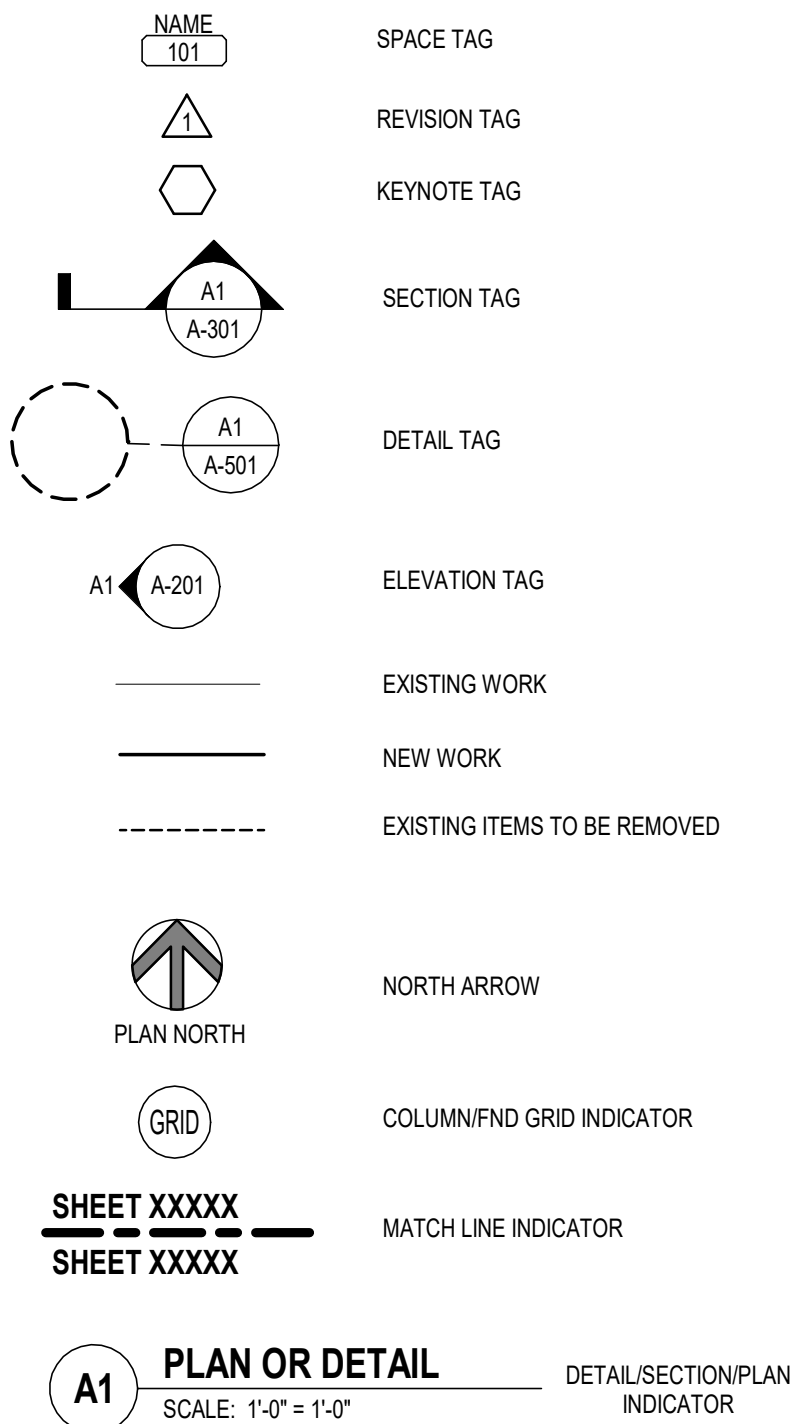 NAME
101
SPACE TAG
1
REVISION TAG
KEYNOTE TAG
A1
A-301
SECTION TAG
A1
A-501
DETAIL TAG
A1
A-201
ELEVATION TAG
EXISTING WORK
NEW WORK
EXISTING ITEMS TO BE REMOVED
PLAN NORTH
NORTH ARROW
GRID
COLUMN/FND GRID INDICATOR
SHEET XXXXX
SHEET XXXXX
MATCH LINE INDICATOR
A1
PLAN OR DETAIL
SCALE: 1'-0" = 1'-0"
DETAIL/SECTION/PLAN
INDICATOR